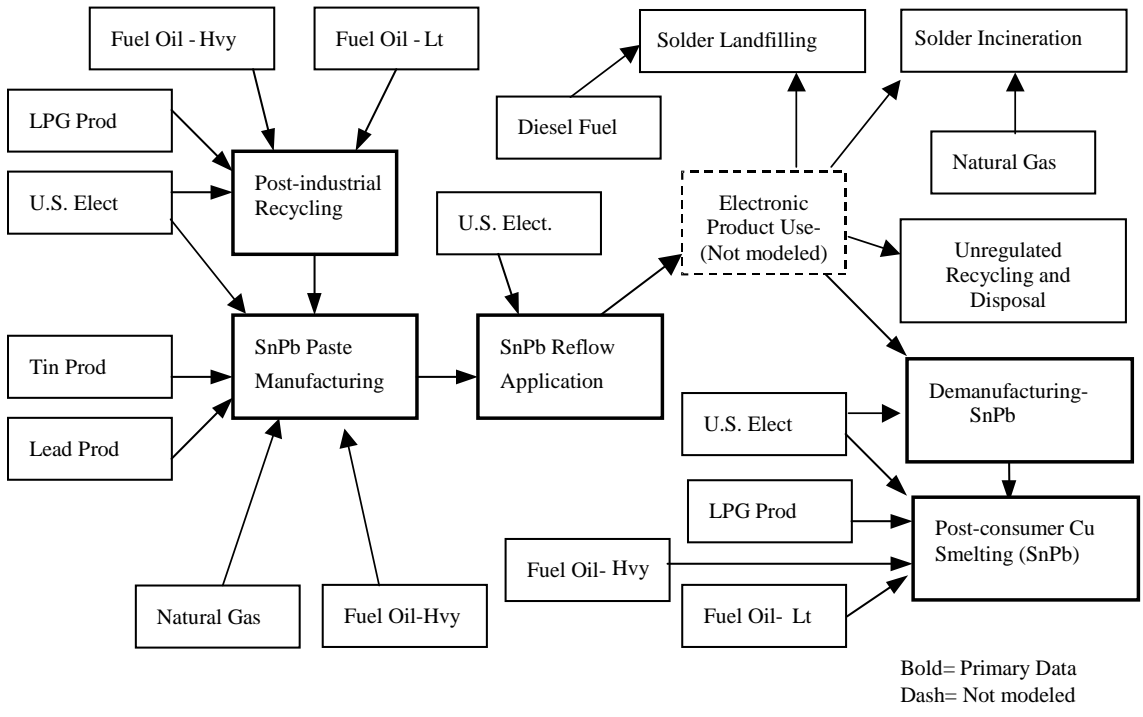 Fuel Oil - Hvy
Fuel Oil - Lt
Solder Landfilling
Solder Incineration
LPG Prod
Diesel Fuel
Natural Gas
U.S. Elect
Post-industrial
Recycling
U.S. Elect.
Electronic
Product Use-
(Not modeled)
Unregulated
Recycling and
Disposal
Tin Prod
SnPb Paste
Manufacturing
SnPb Reflow
Application
Demanufacturing-
SnPb
Lead Prod
U.S. Elect
LPG Prod
Post-consumer Cu
Smelting (SnPb)
Fuel Oil- Hvy
Natural Gas
Fuel Oil-Hvy
Fuel Oil- Lt
Bold= Primary Data
Dash= Not modeled